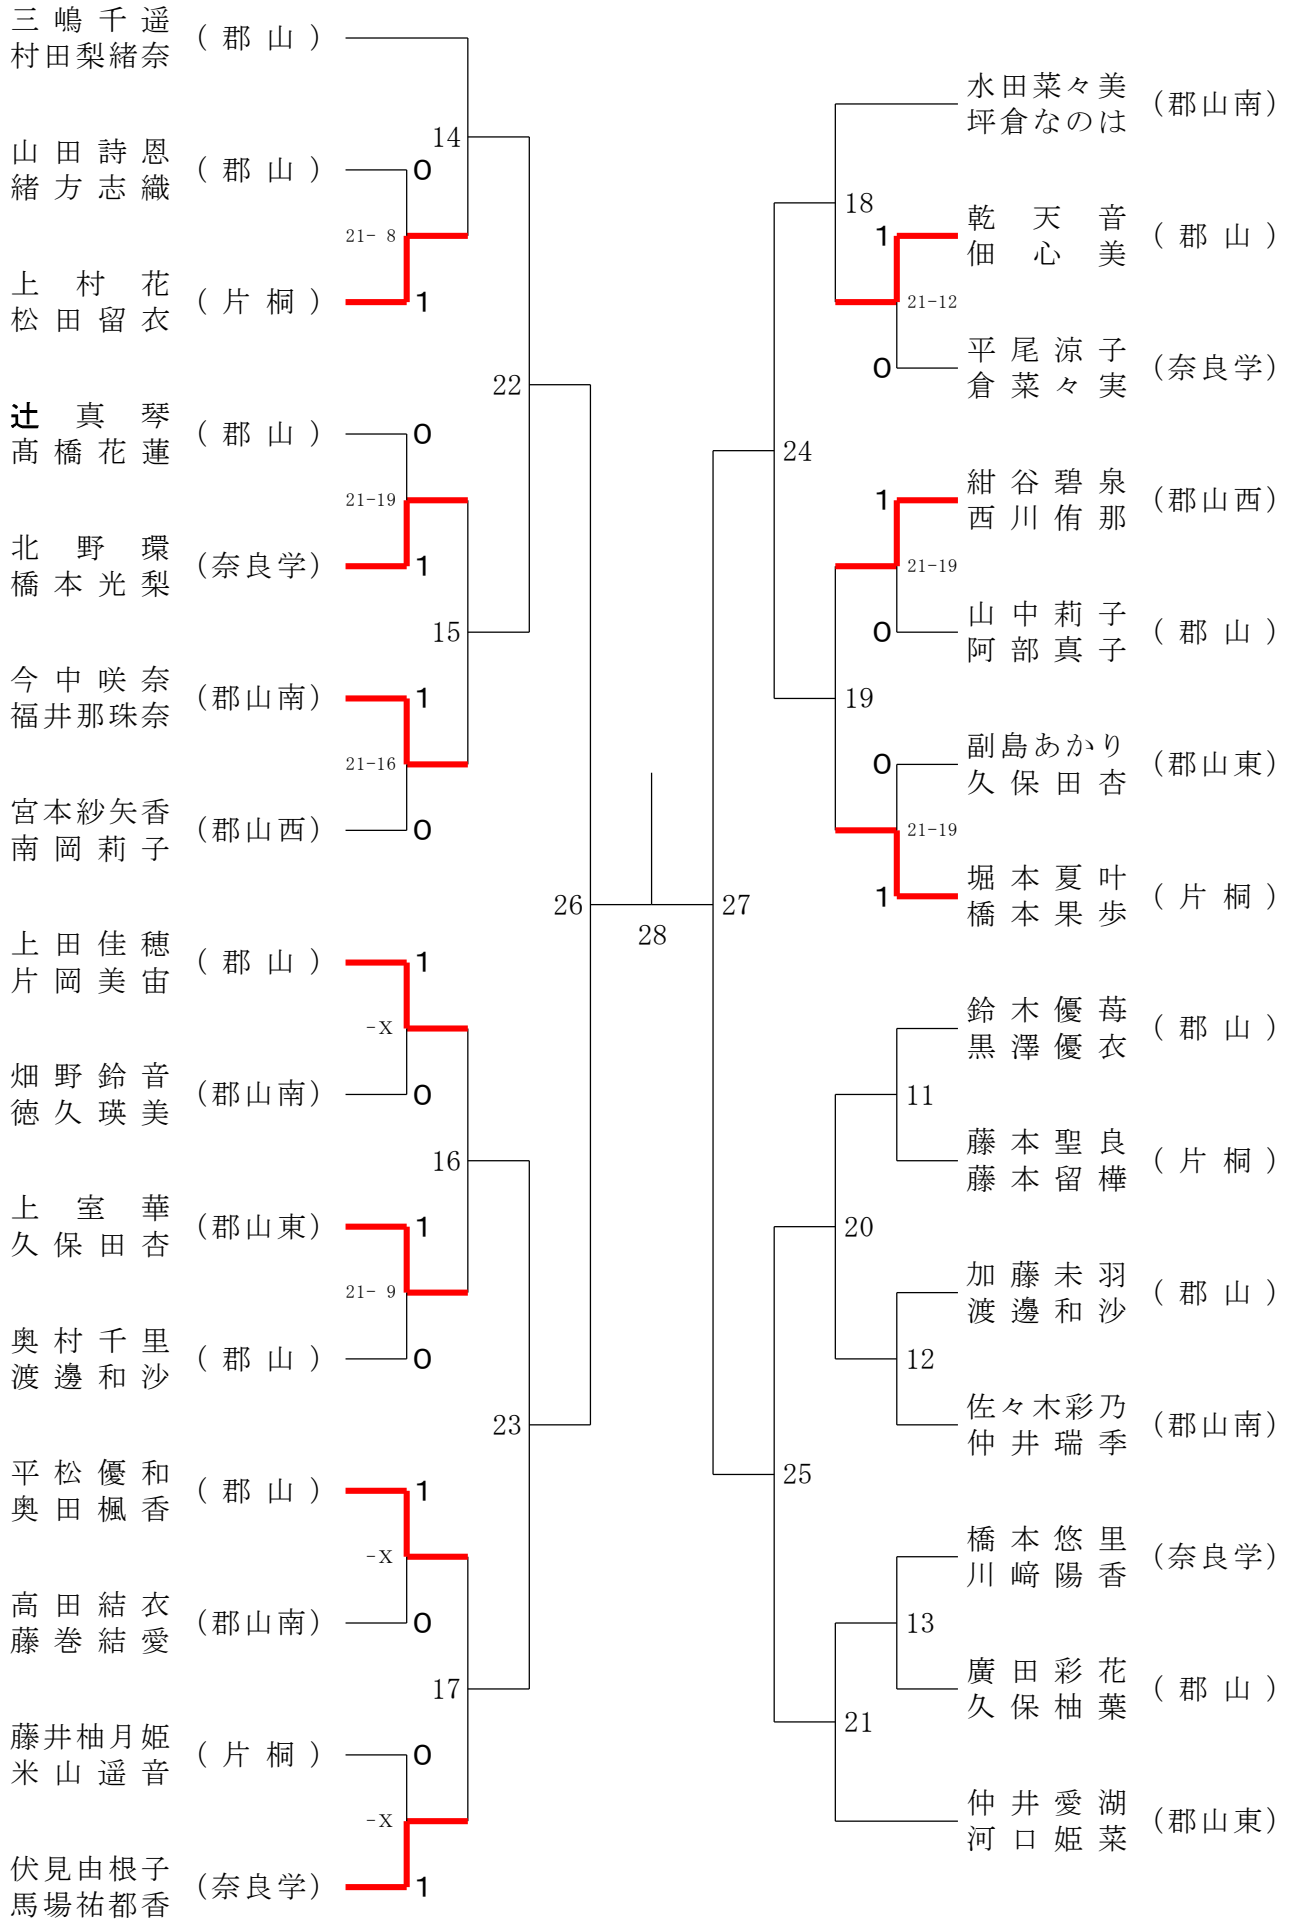 三嶋千遥
村田梨緒奈
(郡山)
14
山田詩恩
緒方志織
(郡山)
0
21- 8
上村花
松田留衣
(片桐)
1
22
辻真琴
髙橋花蓮
(郡山)
0
21-19
北野環
橋本光梨
(奈良学)
1
15
今中咲奈
福井那珠奈
(郡山南)
1
21-16
宮本紗矢香
南岡莉子
(郡山西)
0
26
上田佳穂
片岡美宙
(郡山)
1
-X
畑野鈴音
徳久瑛美
(郡山南)
0
16
上室華
久保田杏
(郡山東)
1
21- 9
奥村千里
渡邊和沙
(郡山)
0
23
平松優和
奥田楓香
(郡山)
1
-X
高田結衣
藤巻結愛
(郡山南)
0
17
藤井柚月姫
米山遥音
(片桐)
0
-X
伏見由根子
馬場祐都香
(奈良学)
1
28
水田菜々美
坪倉なのは
(郡山南)
18
乾天音
佃心美
(郡山)
1
21-12
平尾涼子
倉菜々実
(奈良学)
0
24
紺谷碧泉
西川侑那
(郡山西)
1
21-19
山中莉子
阿部真子
(郡山)
0
19
副島あかり
久保田杏
(郡山東)
0
21-19
堀本夏叶
橋本果歩
(片桐)
1
27
鈴木優苺
黒澤優衣
(郡山)
11
藤本聖良
藤本留樺
(片桐)
20
加藤未羽
渡邊和沙
(郡山)
12
佐々木彩乃
仲井瑞季
(郡山南)
25
橋本悠里
川﨑陽香
(奈良学)
13
廣田彩花
久保柚葉
(郡山)
21
仲井愛湖
河口姫菜
(郡山東)